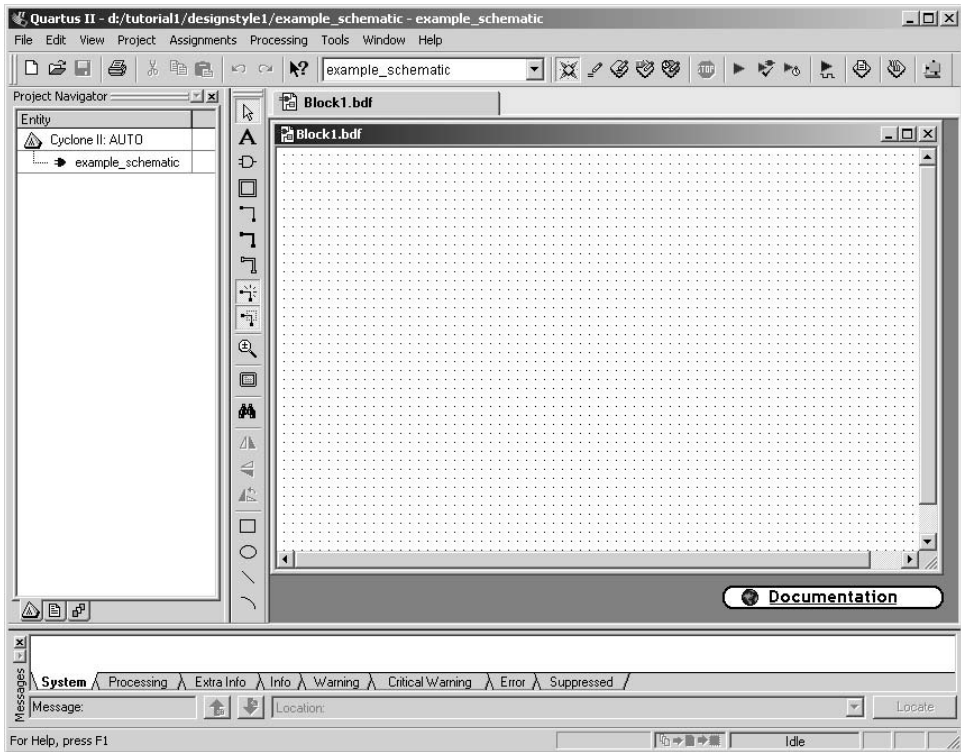 Quartus II - d:/tutorial1/designstyle1/example_schematic - example_schematic
File Edit View Project Assignments Processing Tools Window Help
example_schematic
STOP
Project Navigator
Block1.bdf
Entity
Cyclone II: AUTO
example_schematic
Block1.bdf
A
Documentation
Messages
System Processing Extra Info Info Warning Critical Warning Error Suppressed
Message:
Location:
Locate
For Help, press F1
Idle